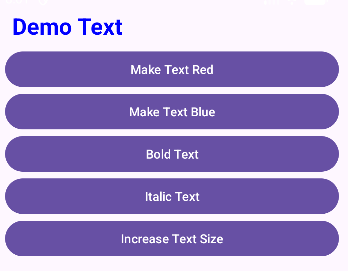 Demo Text
Make Text Red
Make Text Blue
Bold Text
Italic Text
Increase Text Size